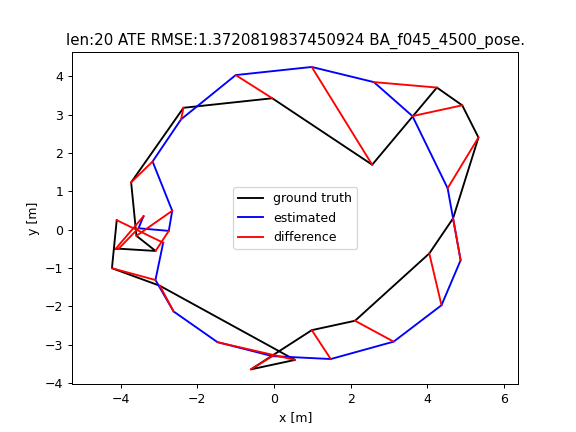 len:20 ATE RMSE:1.3720819837450924 BA_f045_4500_pose.
4
3
2
1
0
−1
−2
−3
−4
y [m]
ground truth
estimated
difference
−4
−2
0
2
4
6
x [m]